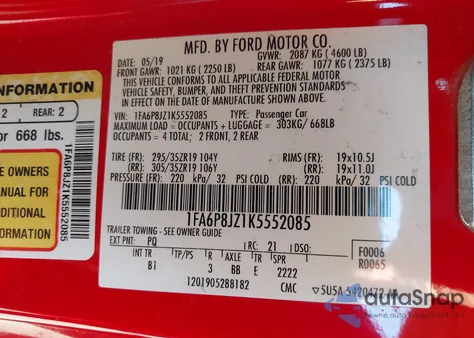 MFD. BY FORD MOTOR CO.
DATE: 05/19 GVWR: 2087 KG ( 4600 LB)
FRONT GAWR: 1021 KG ( 2250 LB) REAR GAWR: 1077 KG ( 2375 LB)
THIS VEHICLE CONFORMS TO ALL APPLICABLE FEDERAL MOTOR
VEHICLE SAFETY, BUMPER, AND THEFT PREVENTION STANDARDS
IN EFFECT ON THE DATE OF MANUFACTURE SHOWN ABOVE.
VIN: 1FA6P8JZ1K5552085 TYPE: Passenger Car
MAXIMUM LOAD = OCCUPANTS + LUGGAGE = 303KG/ 668LB
OCCUPANTS = 4 TOTAL; 2 FRONT, 2 REAR
TIRE (FR): 295/35ZR19 104Y RIMS (FR): 19x10.5J
(RR): 305/35ZR19 106Y (RR): 19x11.0J
PRESSURE (FR) 220 kPa/ 32 PSI COLD (RR) 220 kPa/ 32 PSI COLD
1FA6P8JZ1K5552085
TRAILER TOWING - SEE OWNER GUIDE
EXT PNT: PQ RC: 21 DSO: F0006
R0065
INT TR TP/PS R AXLE TR SPR
B1 3 BB E 2222
1201905288182 CMC ▽5U5A-5420472-AA
INFORMATION
2 REAR: 2
or 668 lbs.
E OWNERS
ANUAL FOR
DDITIONAL
FORMATION
1FA6P8JZ1K5552085
autoSnap